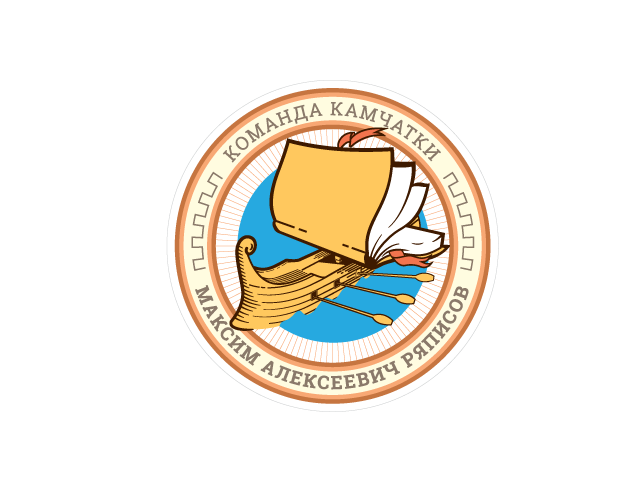 КОМАНДА КАМЧАТКИ
МАКСИМ АЛЕКСЕЕВИЧ РЯПИСОВ